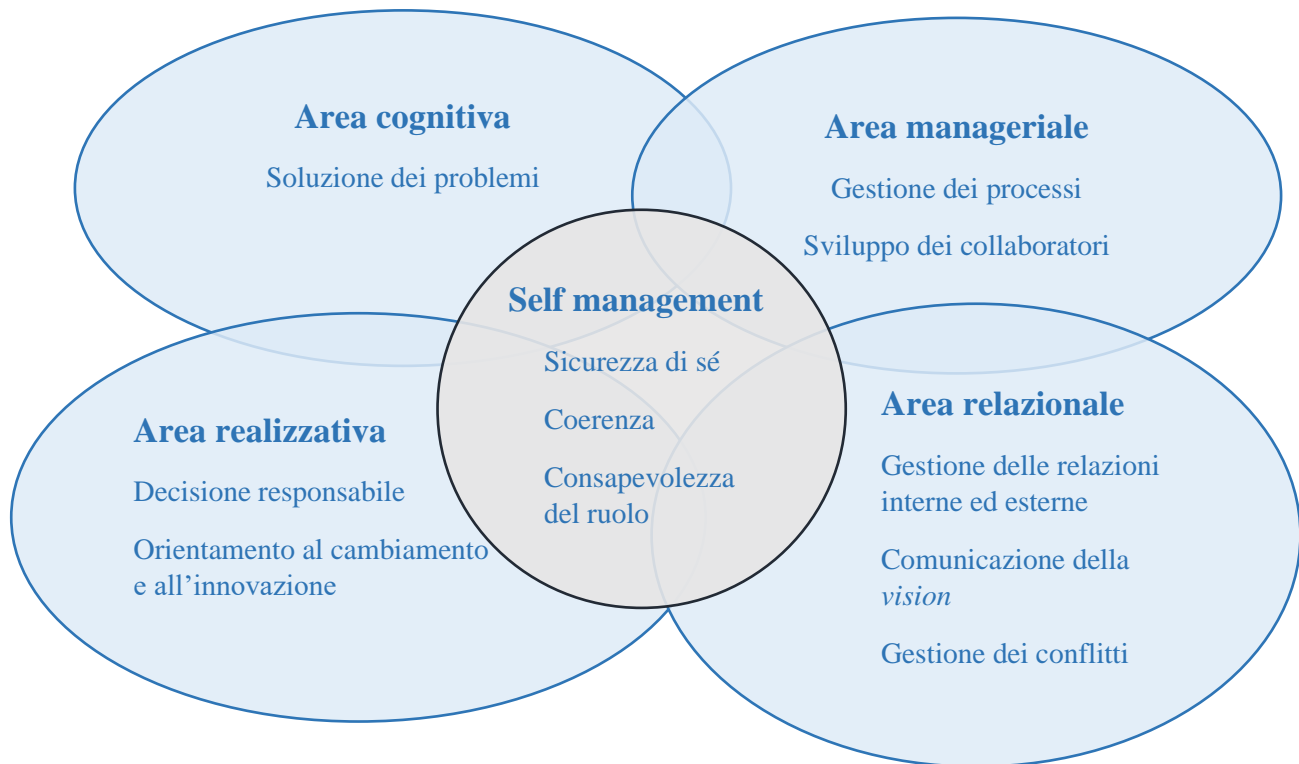 Area cognitiva
Soluzione dei problemi
Area manageriale
Gestione dei processi
Sviluppo dei collaboratori
Self management
Sicurezza di sé
Coerenza
Consapevolezza
del ruolo
Area realizzativa
Decisione responsabile
Orientamento al cambiamento
e all’innovazione
Area relazionale
Gestione delle relazioni
interne ed esterne
Comunicazione della
vision
Gestione dei conflitti